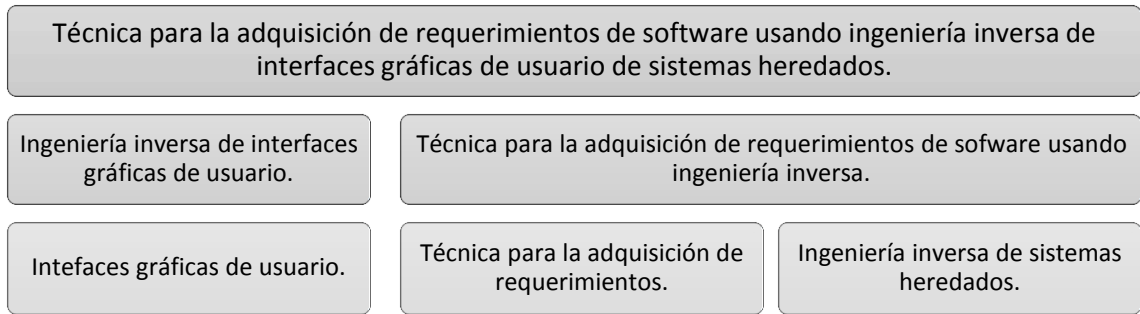 Técnica para la adquisición de requerimientos de software usando ingeniería inversa de
interfaces gráficas de usuario de sistemas heredados.
Ingeniería inversa de interfaces
gráficas de usuario.
Técnica para la adquisición de requerimientos de sofware usando
ingeniería inversa.
Intefaces gráficas de usuario.
Técnica para la adquisición de
requerimientos.
Ingeniería inversa de sistemas
heredados.